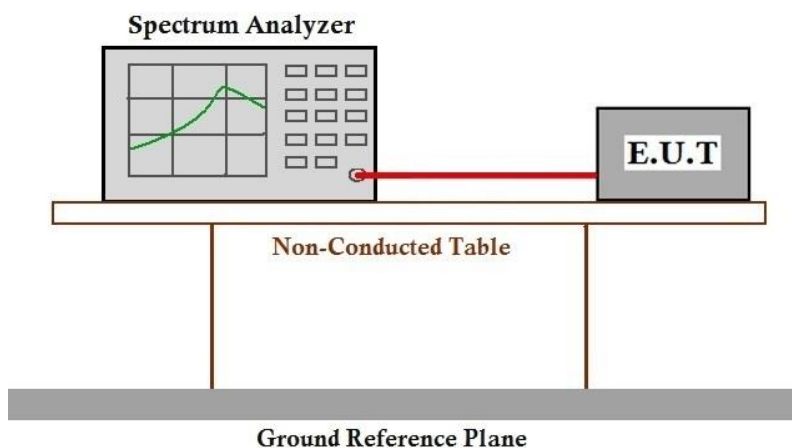 Spectrum Analyzer
E.U.T
Non-Conducted Table
Ground Reference Plane